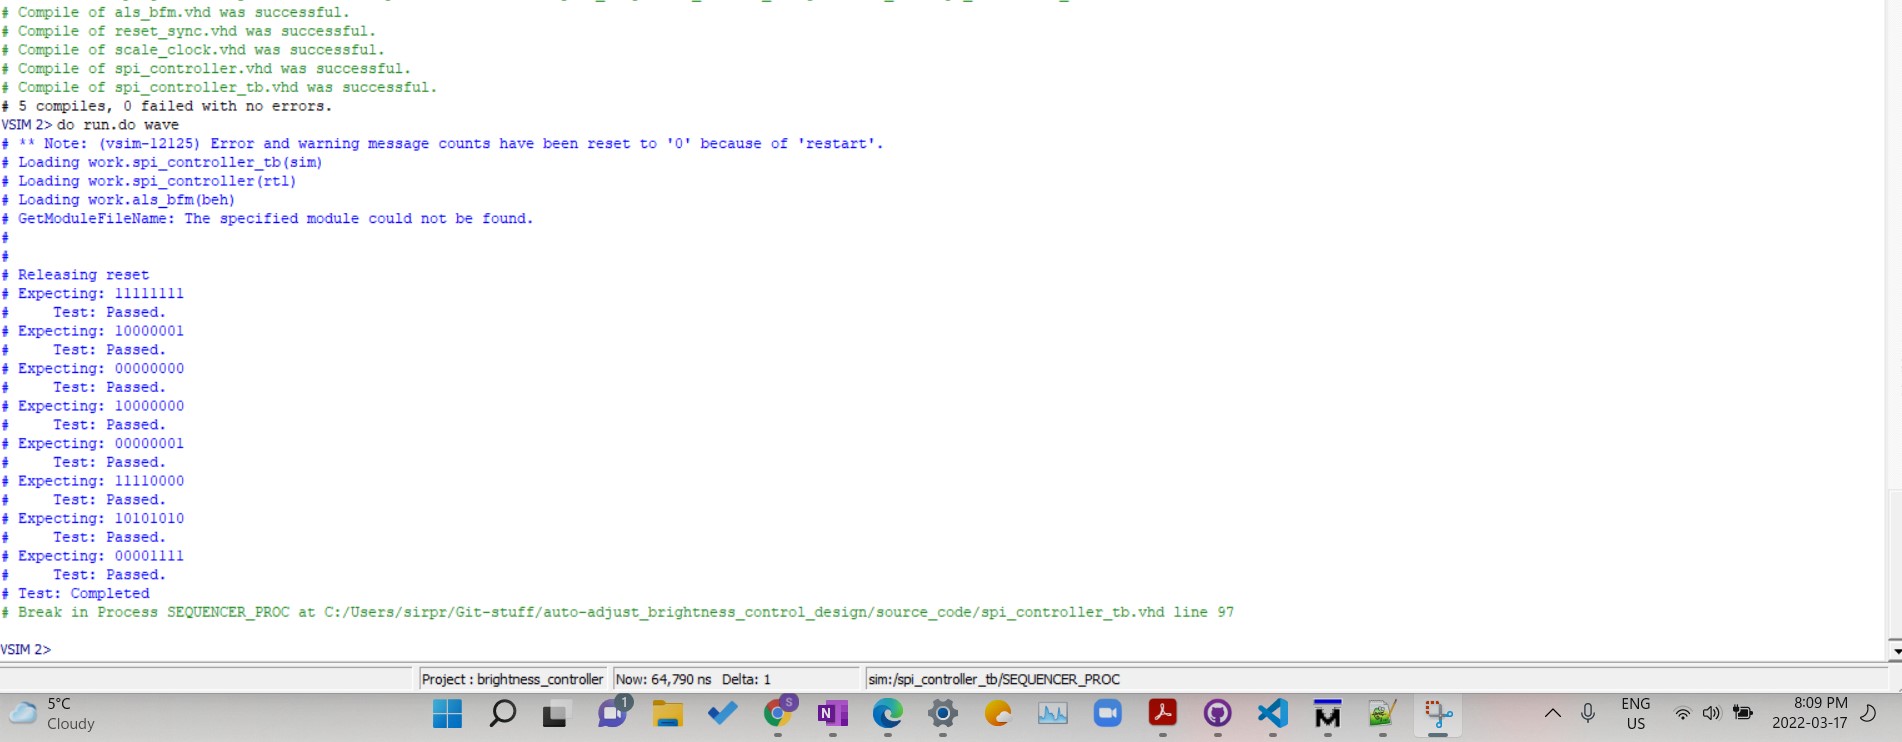 # Compile of als_bfm.vhd was successful.
# Compile of reset_sync.vhd was successful.
# Compile of scale_clock.vhd was successful.
# Compile of spi_controller.vhd was successful.
# Compile of spi_controller_tb.vhd was successful.
# 5 compiles, 0 failed with no errors.
VSIM 2> do run.do wave
# ** Note: (vsim-12125) Error and warning message counts have been reset to '0' because of 'restart'.
# Loading work.spi_controller_tb(sim)
# Loading work.spi_controller(rtl)
# Loading work.als_bfm(beh)
# GetModuleFileName: The specified module could not be found.
#
#
# Releasing reset
# Expecting: 11111111
#     Test: Passed.
# Expecting: 10000001
#     Test: Passed.
# Expecting: 00000000
#     Test: Passed.
# Expecting: 10000000
#     Test: Passed.
# Expecting: 00000001
#     Test: Passed.
# Expecting: 11110000
#     Test: Passed.
# Expecting: 10101010
#     Test: Passed.
# Expecting: 00001111
#     Test: Passed.
# Test: Completed
# Break in Process SEQUENCER_PROC at C:/Users/sirpr/Git-stuff/auto-adjust_brightness_control_design/source_code/spi_controller_tb.vhd line 97
VSIM 2>
Project : brightness_controller Now: 64,790 ns Delta: 1 sim:/spi_controller_tb/SEQUENCER_PROC
5°C
Cloudy
1
S
N
M
ENG
US
8:09 PM
2022-03-17